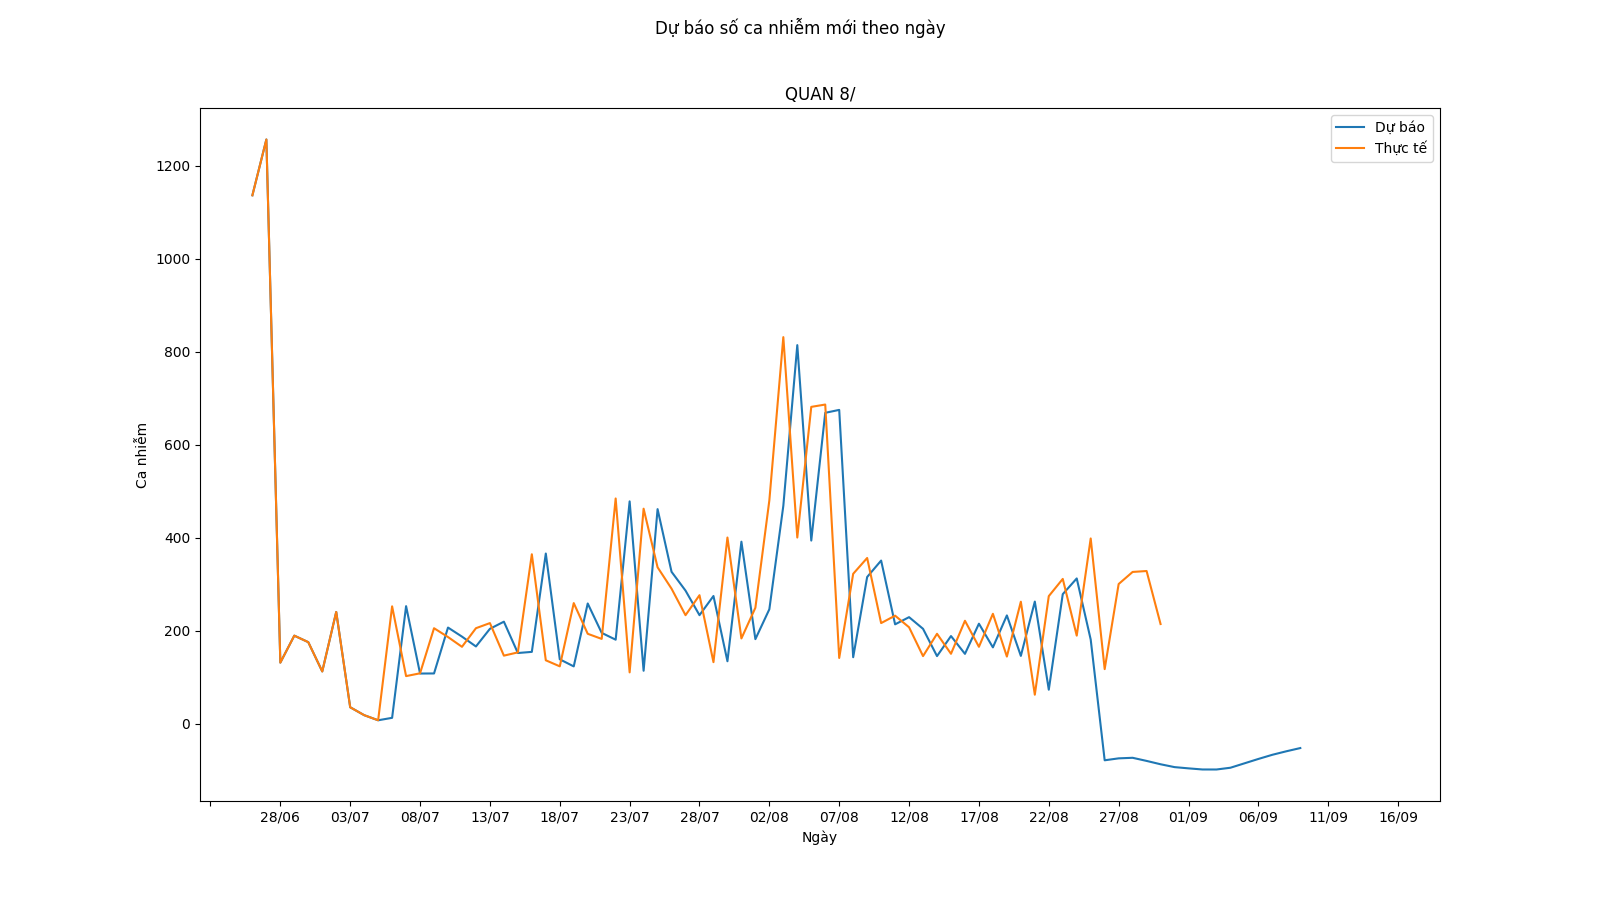 Dự báo số ca nhiễm mới theo ngày
QUAN 8/
Dự báo
Thực tế
1200
1000
800
600
400
200
0
Ca nhiễm
28/06 03/07 08/07 13/07 18/07 23/07 28/07 02/08 07/08 12/08 17/08 22/08 27/08 01/09 06/09 11/09 16/09
Ngày